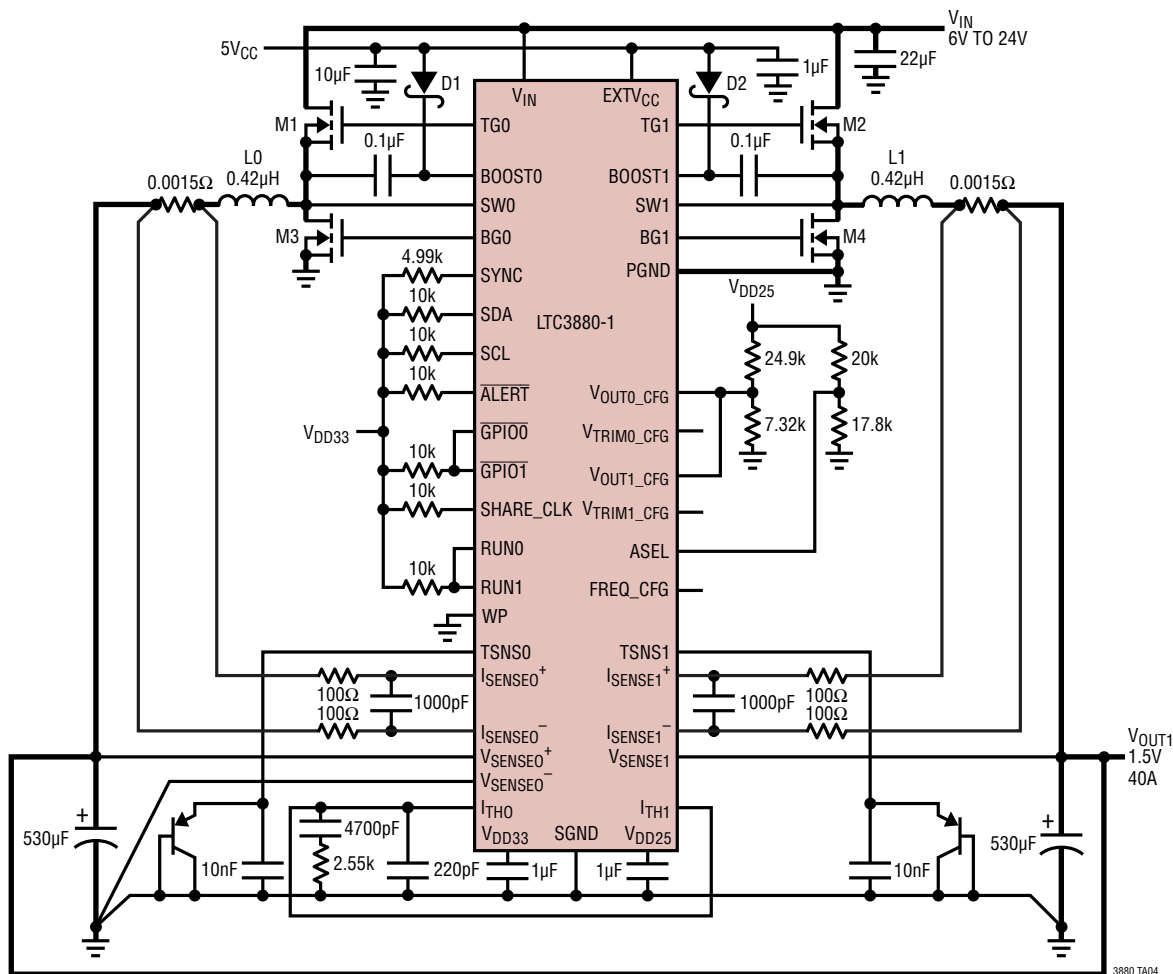 VIN
6V TO 24V
5VCC
10µF
D1
D2
1µF
22µF
VIN
EXTVCC
M1
TG0
TG1
M2
0.1µF
0.1µF
L0
0.42µH
L1
0.42µH
0.0015Ω
BOOST0
BOOST1
0.0015Ω
SW0
SW1
M3
BG0
BG1
M4
4.99k
SYNC
PGND
VDD25
10k
SDA
LTC3880-1
10k
SCL
24.9k
20k
10k
ALERT
VOUT0_CFG
7.32k
17.8k
VDD33
GPIO0
VTRIM0_CFG
10k
GPIO1
VOUT1_CFG
10k
SHARE_CLK
VTRIM1_CFG
RUN0
ASEL
10k
RUN1
FREQ_CFG
WP
TSNS0
TSNS1
ISENSE0+
ISENSE1+
100Ω
100Ω
1000pF
1000pF
100Ω
100Ω
ISENSE0−
ISENSE1−
VSENSE0+
VSENSE1
VOUT1
1.5V
40A
VSENSE0−
ITH0
ITH1
+
530µF
4700pF
VDD33
SGND
VDD25
+
530µF
10nF
2.55k
220pF
1µF
1µF
10nF
3880 TA04